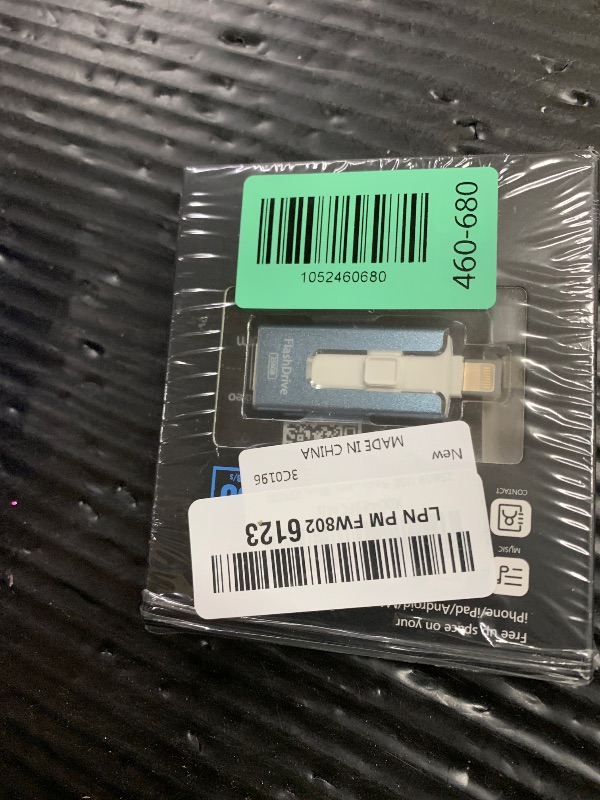 1052460680
460-680
FlashDrive
MADE IN CHINA
New
3C0196
LPN PM FW802 6123
CONTACT
MUSIC
Free up space on your
iPhone/iPad/Android/